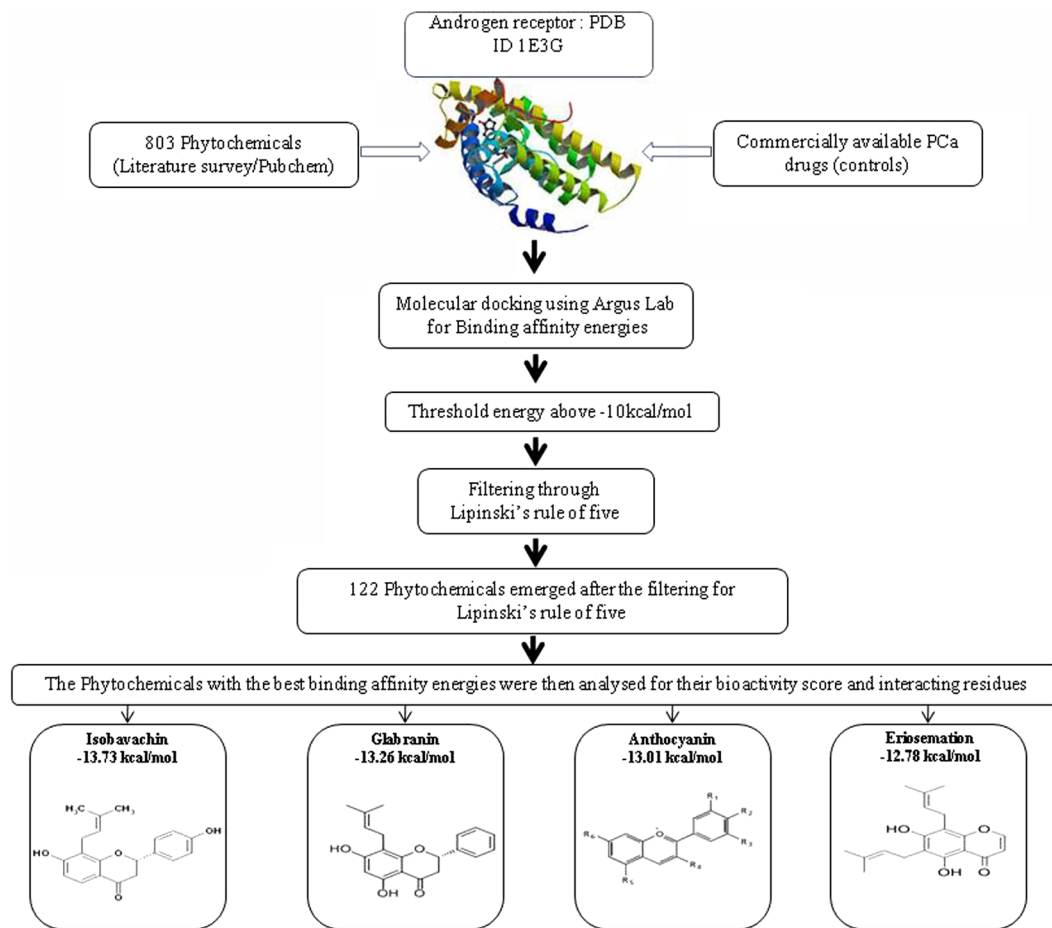 Androgen receptor : PDB
ID 1E3G
803 Phytochemicals
(Literature survey/Pubchem)
Commercially available PCa
drugs (controls)
Molecular docking using Argus Lab
for Binding affinity energies
Threshold energy above -10kcal/mol
Filtering through
Lipinski's rule of five
122 Phytochemicals emerged after the filtering for
Lipinski's rule of five
The Phytochemicals with the best binding affinity energies were then analysed for their bioactivity score and interacting residues
Isobavachin
-13.73 kcal/mol
H₃C
CH₃
OH
HO
O
O
Glabranin
-13.26 kcal/mol
HO
O
OH
O
Anthocyanin
-13.01 kcal/mol
R₁
R₂
R₃
R₄
R₅
R₆
O⁺
Eriosemation
-12.78 kcal/mol
HO
O
OH
O